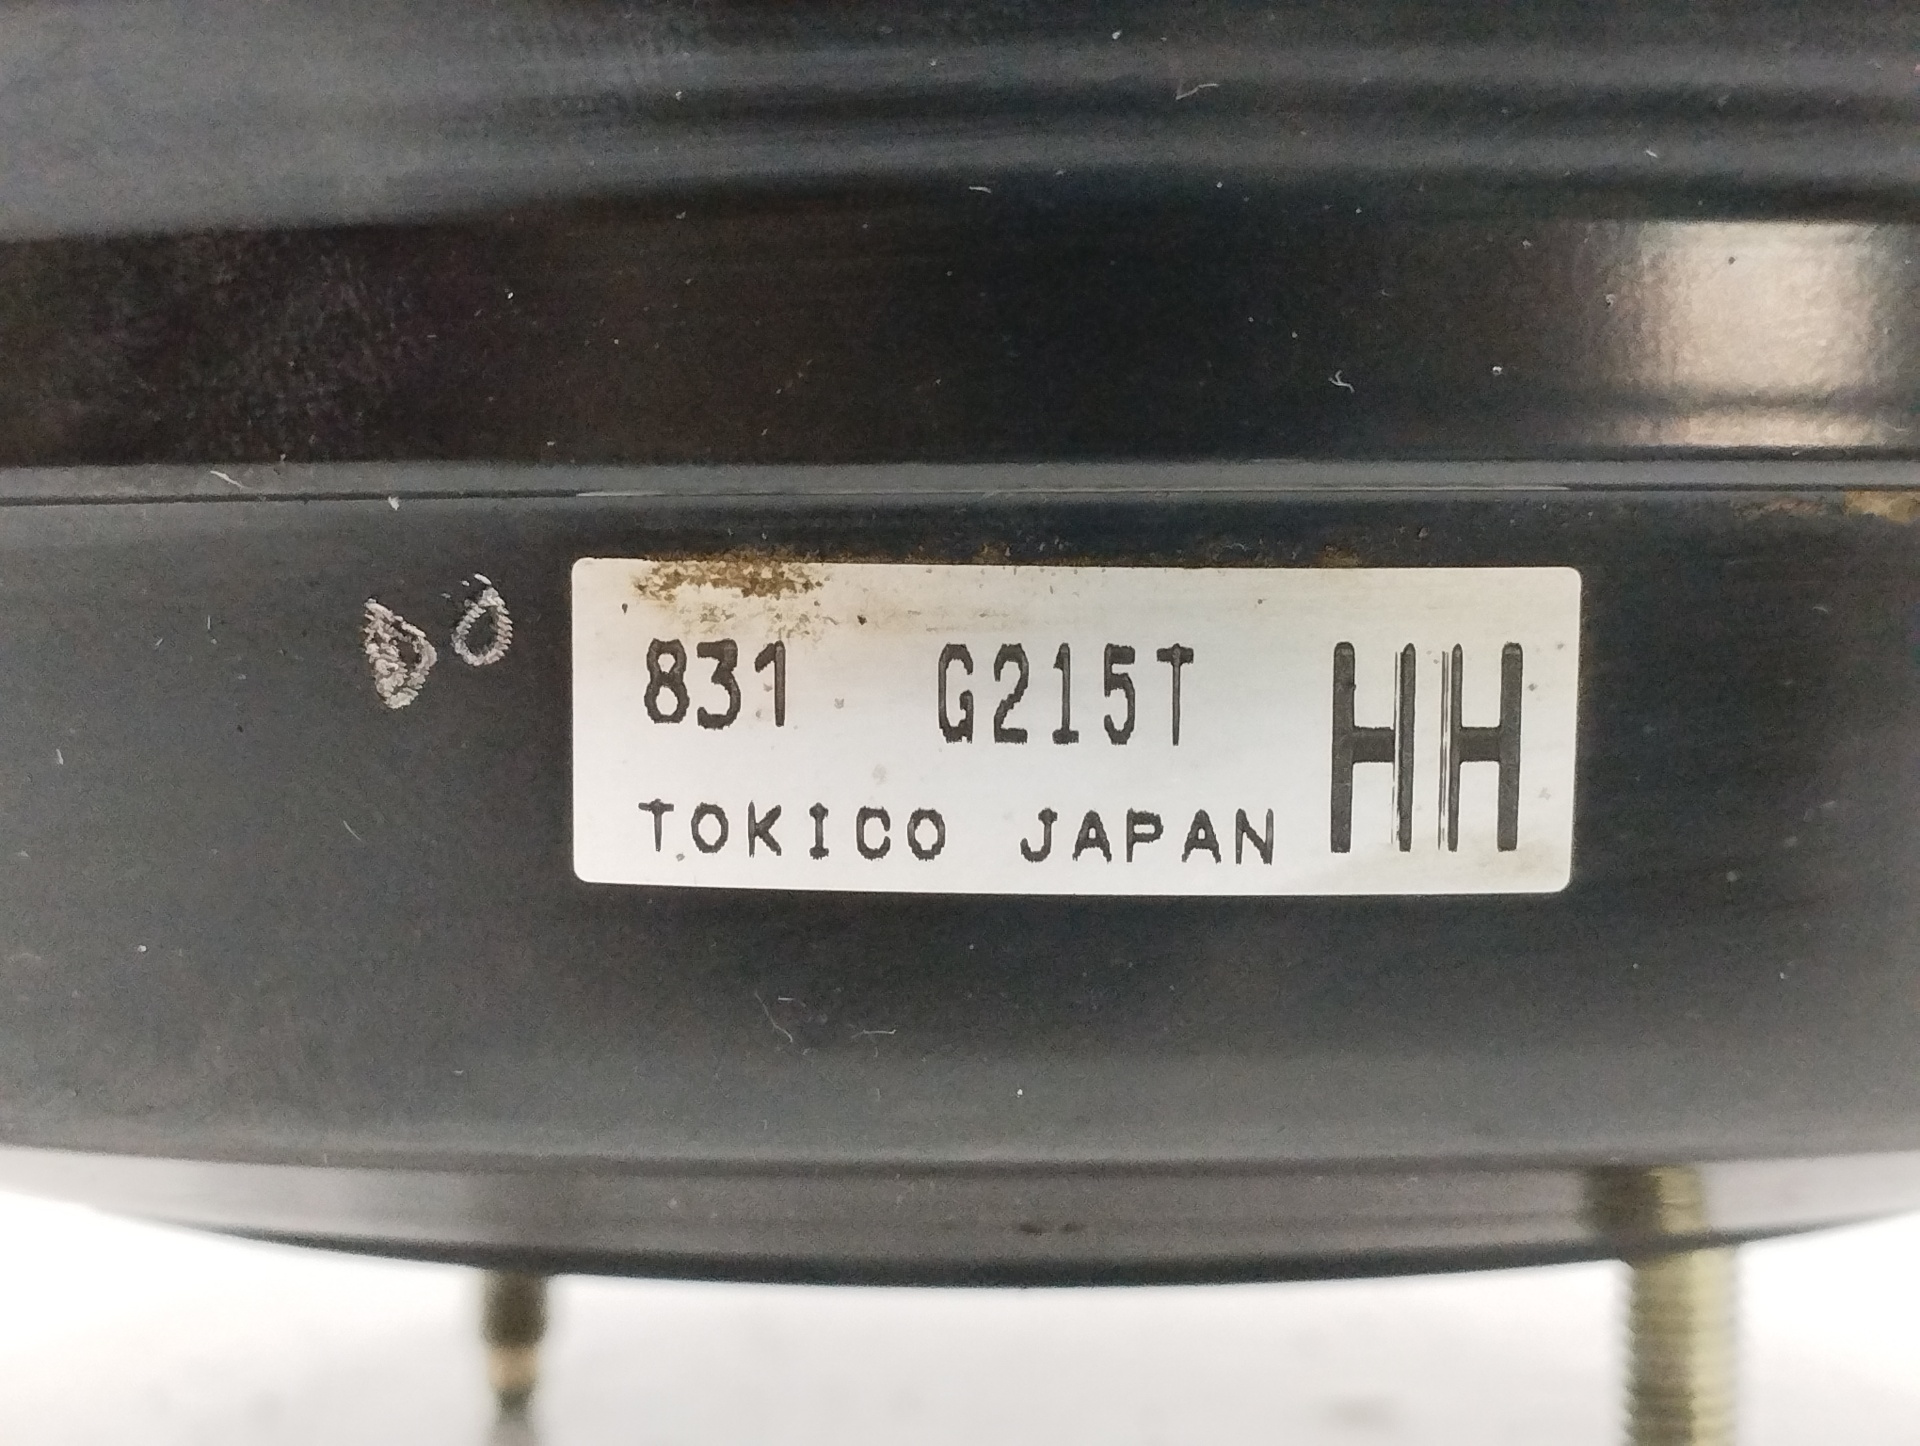 831 G215T HH
TOKICO JAPAN